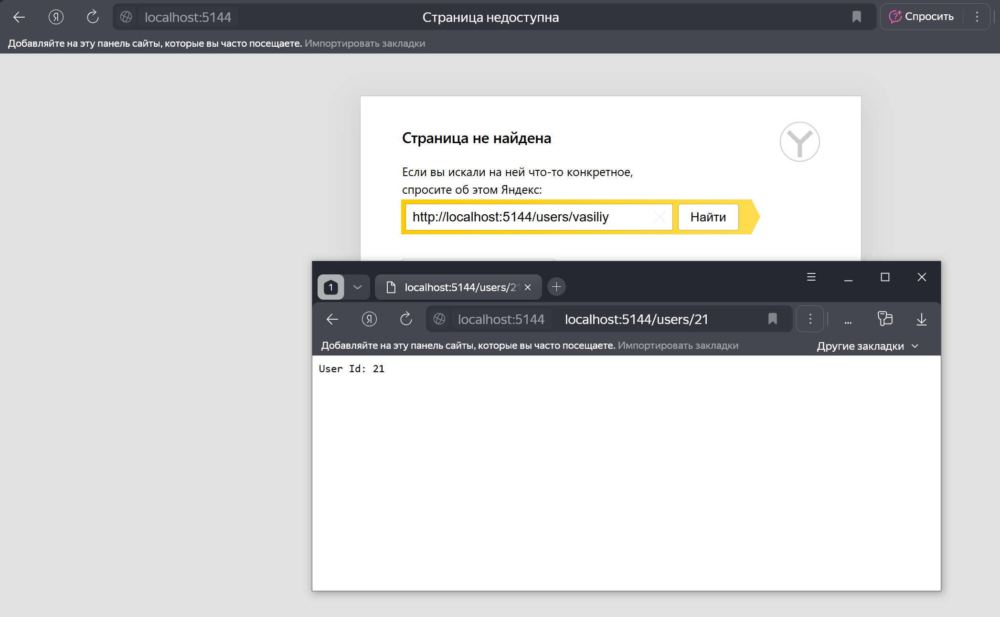 Я
localhost:5144
Страница недоступна
Спросить
Добавляйте на эту панель сайты, которые вы часто посещаете. Импортировать закладки
Страница не найдена
Если вы искали на ней что-то конкретное,
спросите об этом Яндекс:
http://localhost:5144/users/vasiliy
Найти
1
localhost:5144/users/21
Я
localhost:5144
localhost:5144/users/21
...
Добавляйте на эту панель сайты, которые вы часто посещаете. Импортировать закладки
Другие закладки
User Id: 21